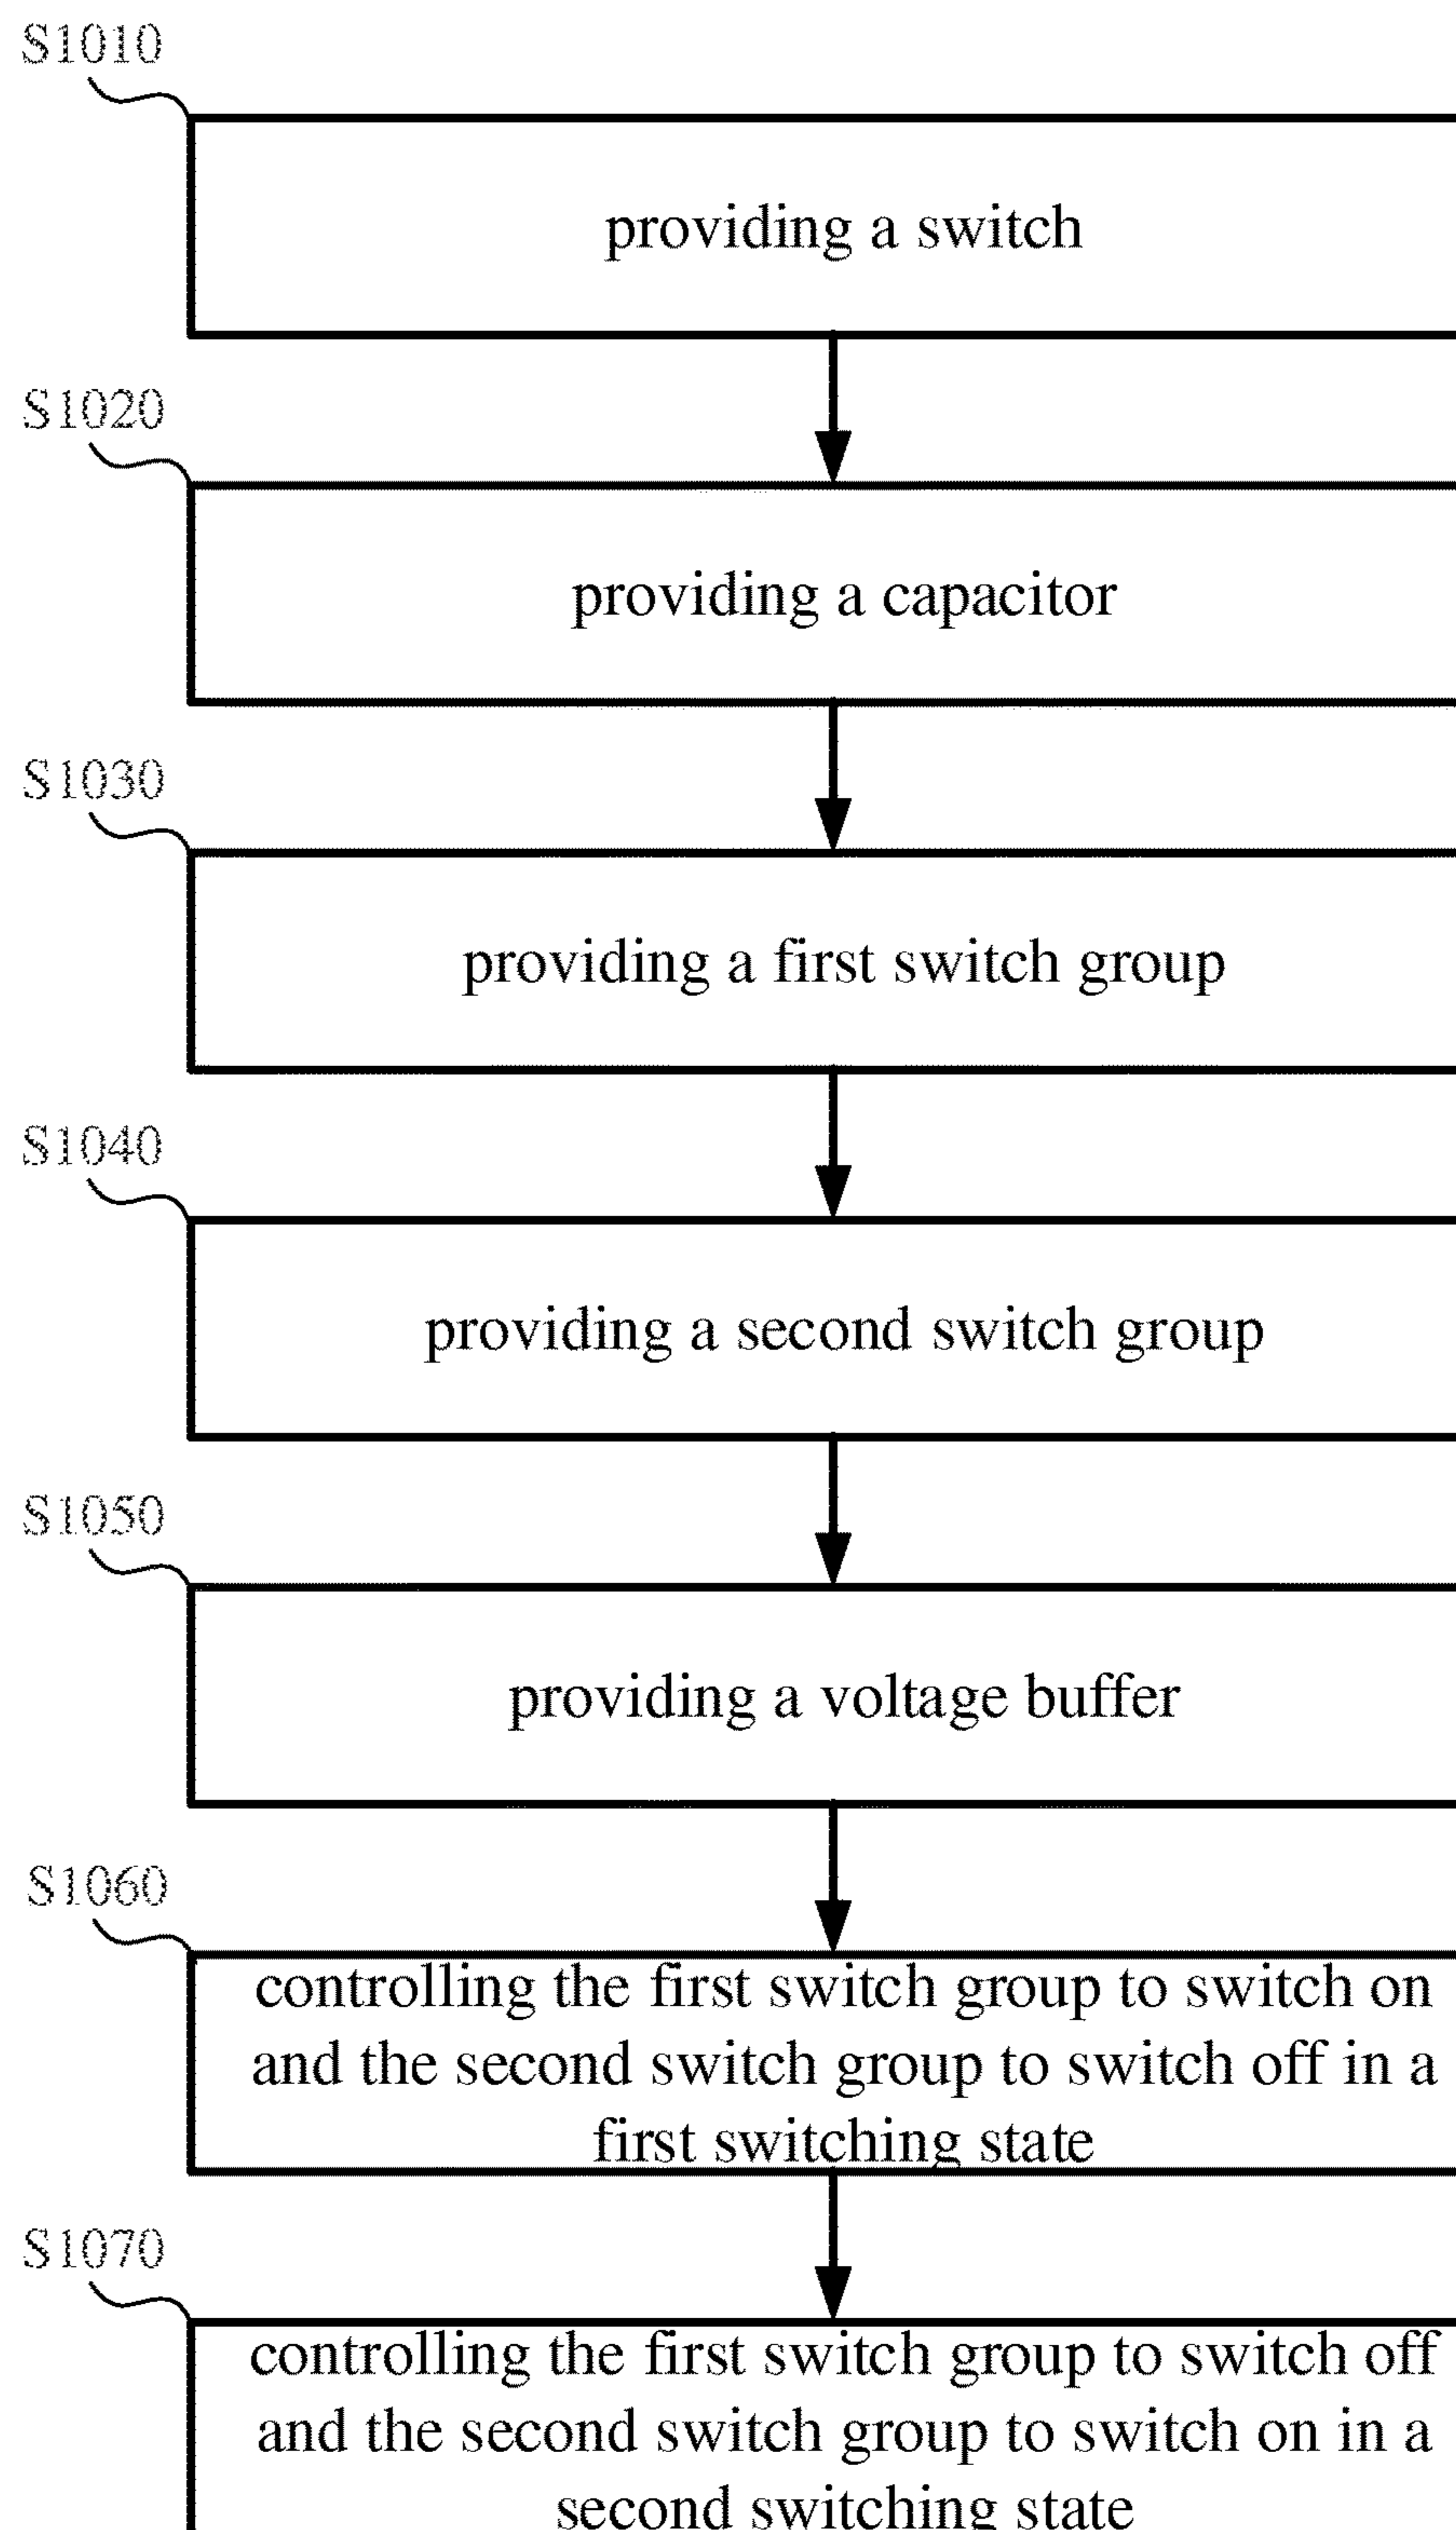 S1010
providing a switch
S1020
providing a capacitor
S1030
providing a first switch group
S1040
providing a second switch group
S1050
providing a voltage buffer
S1060
controlling the first switch group to switch on
and the second switch group to switch off in a
first switching state
S1070
controlling the first switch group to switch off
and the second switch group to switch on in a
second switching state